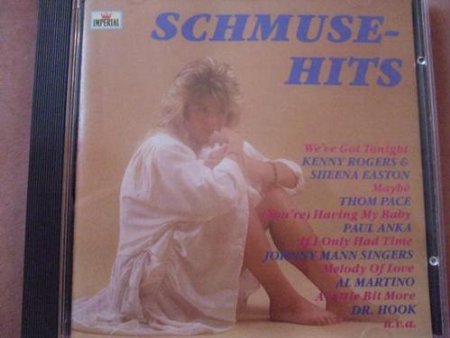 IMPERIAL
SCHMUSE-
HITS
We've Got Tonight
KENNY ROGERS &
SHEENA EASTON
Maybe
THOM PACE
(You're) Having My Baby
PAUL ANKA
If I Only Had Time
JOHNNY MANN SINGERS
Melody Of Love
AL MARTINO
A Little Bit More
DR. HOOK
u.v.a.